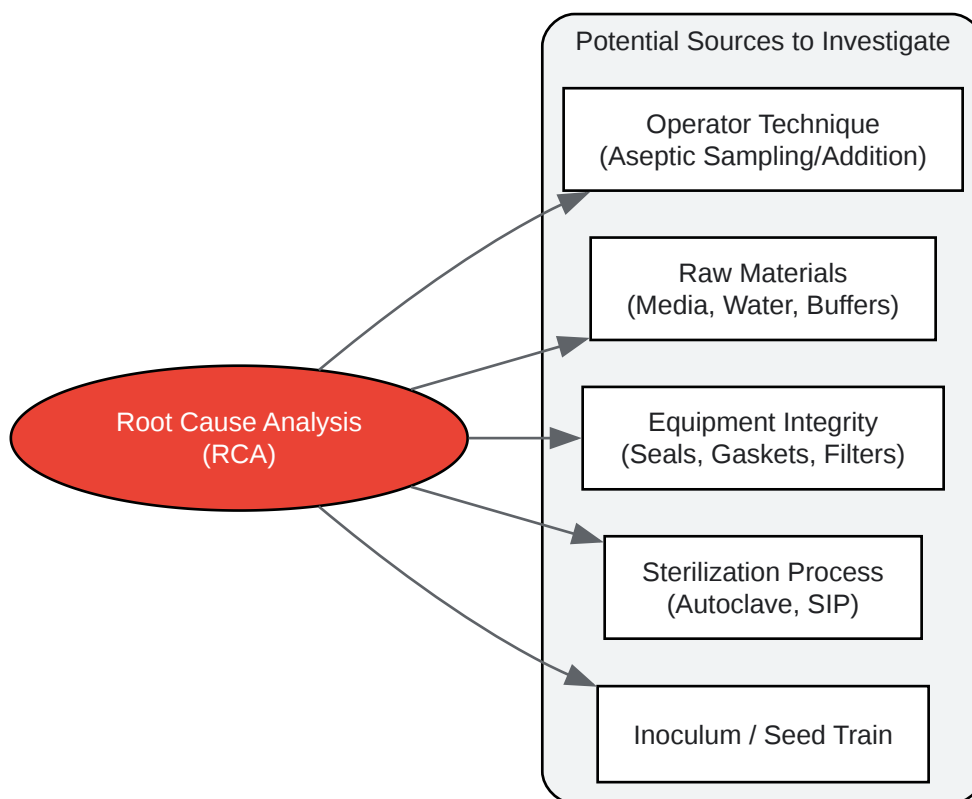 Potential Sources to Investigate
Operator Technique
(Aseptic Sampling/Addition)
Raw Materials
(Media, Water, Buffers)
Root Cause Analysis
(RCA)
Equipment Integrity
(Seals, Gaskets, Filters)
Sterilization Process
(Autoclave, SIP)
Inoculum / Seed Train